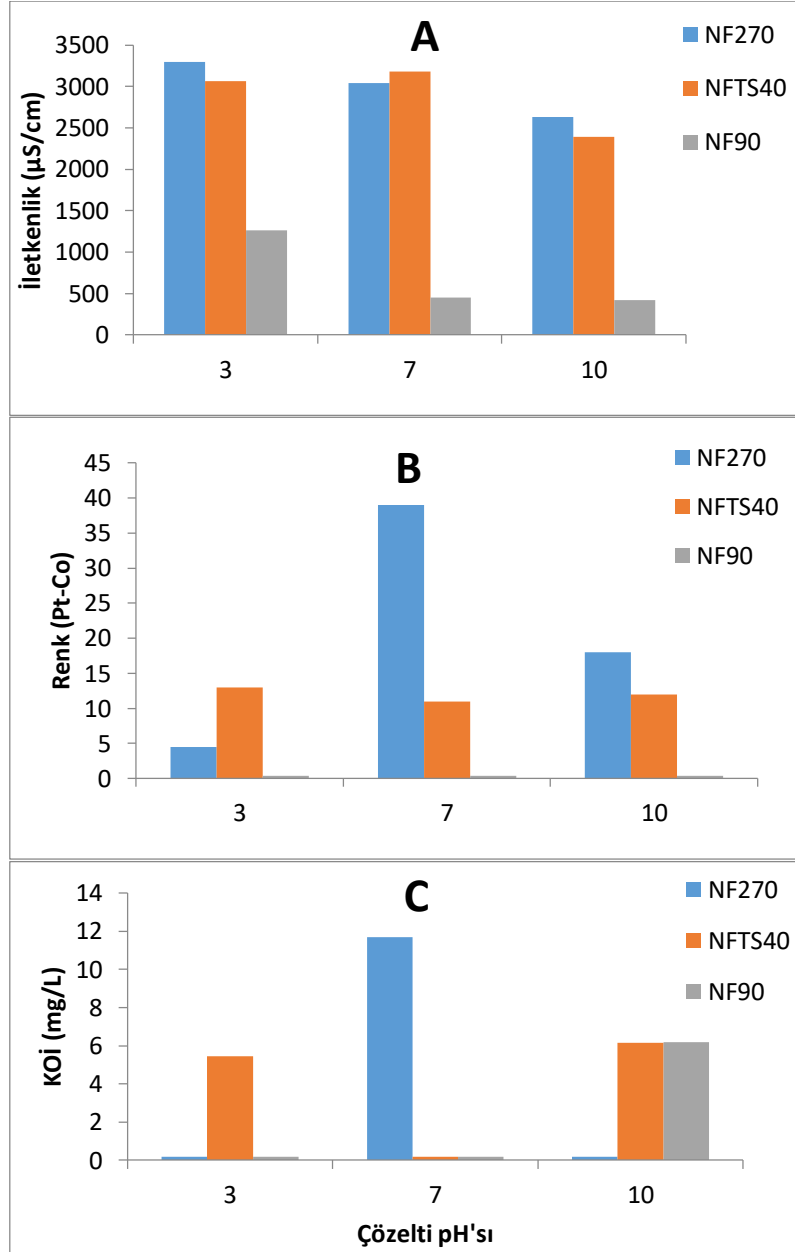 A
İletkenlik (µS/cm)
3500
3000
2500
2000
1500
1000
500
0
3 7 10
NF270
NFTS40
NF90
B
Renk (Pt-Co)
45
40
35
30
25
20
15
10
5
0
3 7 10
NF270
NFTS40
NF90
C
KOİ (mg/L)
14
12
10
8
6
4
2
0
3 7 10
Çözelti pH'sı
NF270
NFTS40
NF90